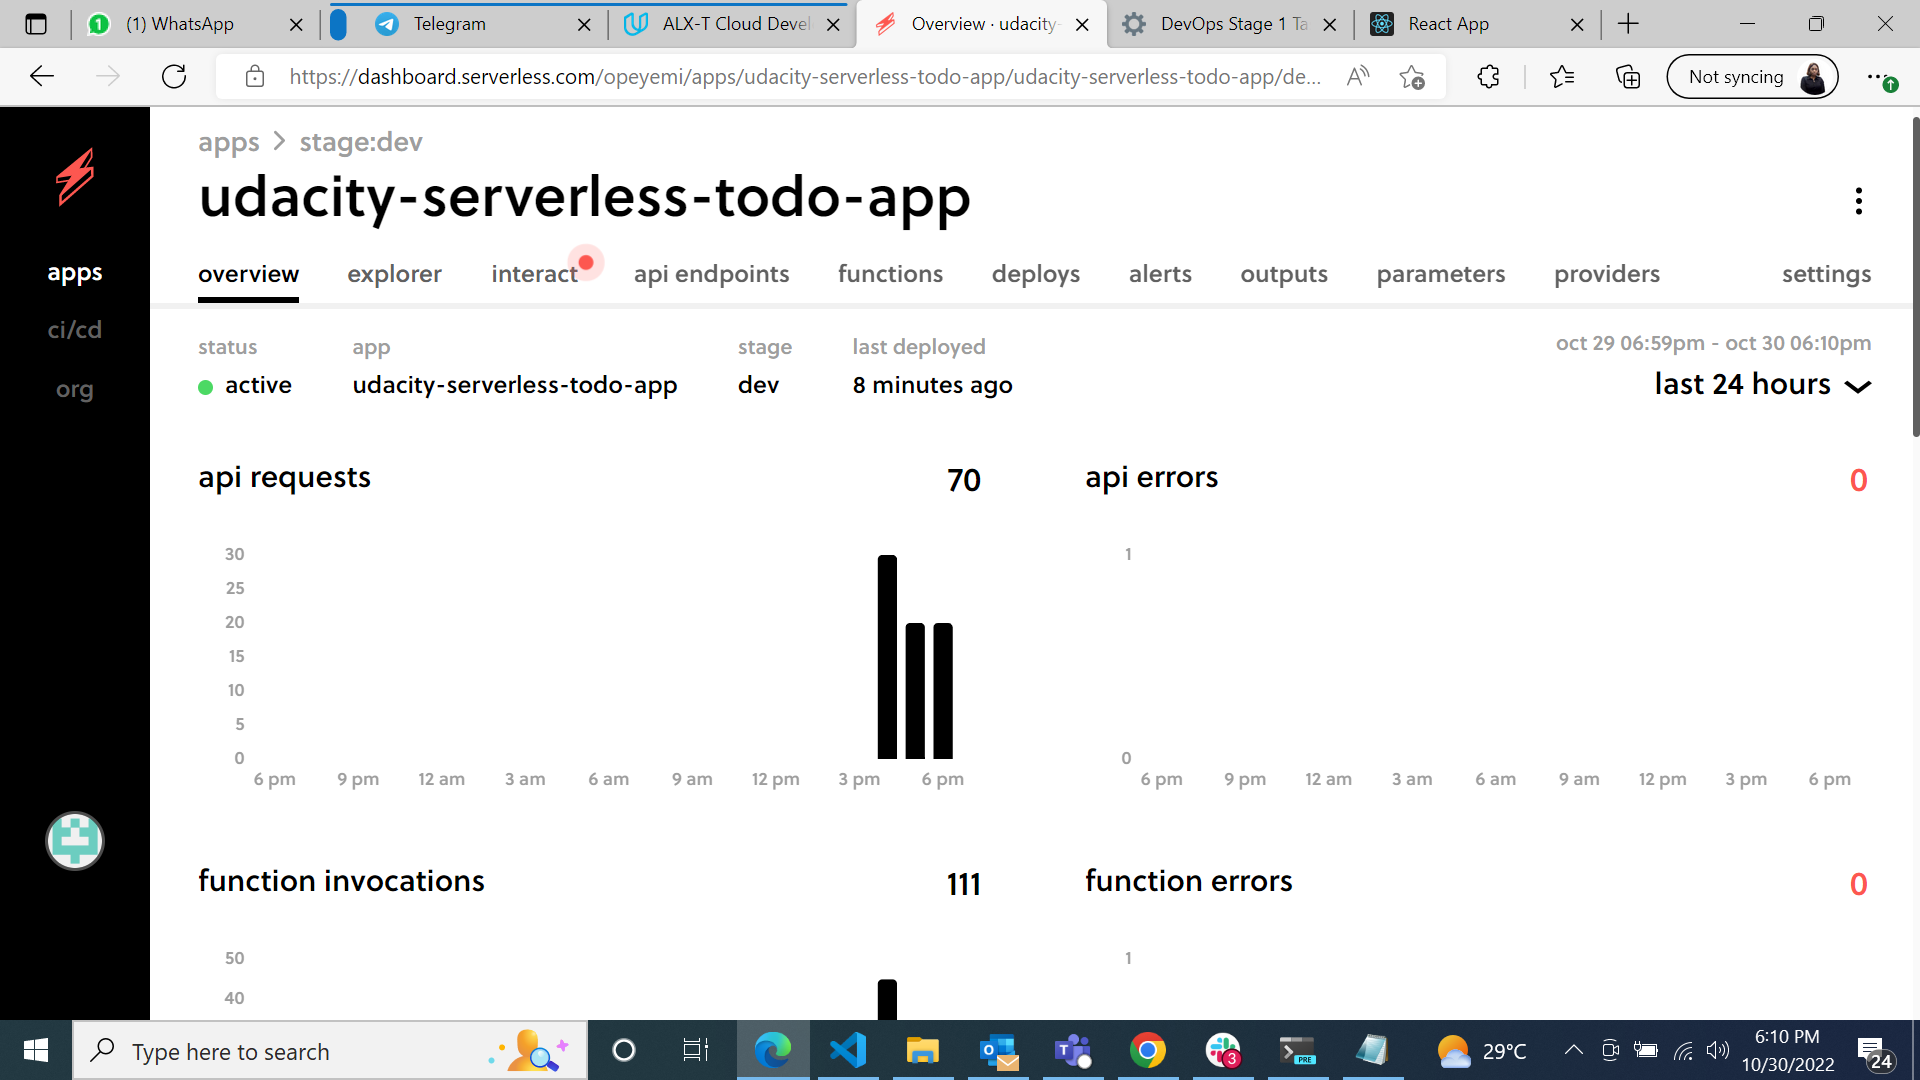 (1) WhatsApp
Telegram
ALX-T Cloud Devel
Overview · udacity-
DevOps Stage 1 Ta
React App
https://dashboard.serverless.com/opeyemi/apps/udacity-serverless-todo-app/udacity-serverless-todo-app/de...
Not syncing
apps > stage:dev
udacity-serverless-todo-app
apps
ci/cd
org
overview
explorer
interact
api endpoints
functions
deploys
alerts
outputs
parameters
providers
settings
status
active
app
udacity-serverless-todo-app
stage
dev
last deployed
8 minutes ago
oct 29 06:59pm - oct 30 06:10pm
last 24 hours
api requests
70
30
25
20
15
10
5
0
6 pm 9 pm 12 am 3 am 6 am 9 am 12 pm 3 pm 6 pm
api errors
0
1
0
6 pm 9 pm 12 am 3 am 6 am 9 am 12 pm 3 pm 6 pm
function invocations
111
50
40
function errors
0
1
Type here to search
3
PRE
29°C
6:10 PM
10/30/2022
24